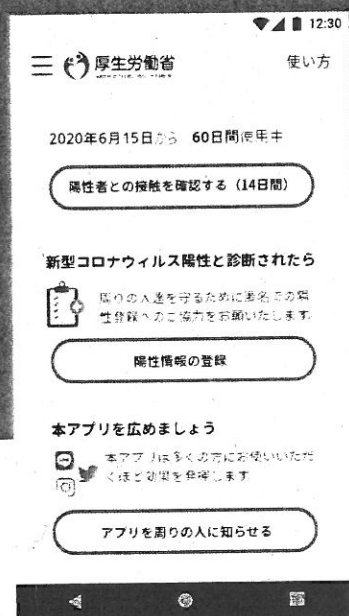 12:30
厚生労働省
使い方
2020年6月15日から 60日間使用中
陽性者との接触を確認する（14日間）
新型コロナウィルス陽性と診断されたら
周りの人達を守るために匿名での陽
性登録へのご協力をお願いたします
陽性情報の登録
本アプリを広めましょう
本アプリは多くの方にお使いいただ
くほど効果を発揮します
アプリを周りの人に知らせる